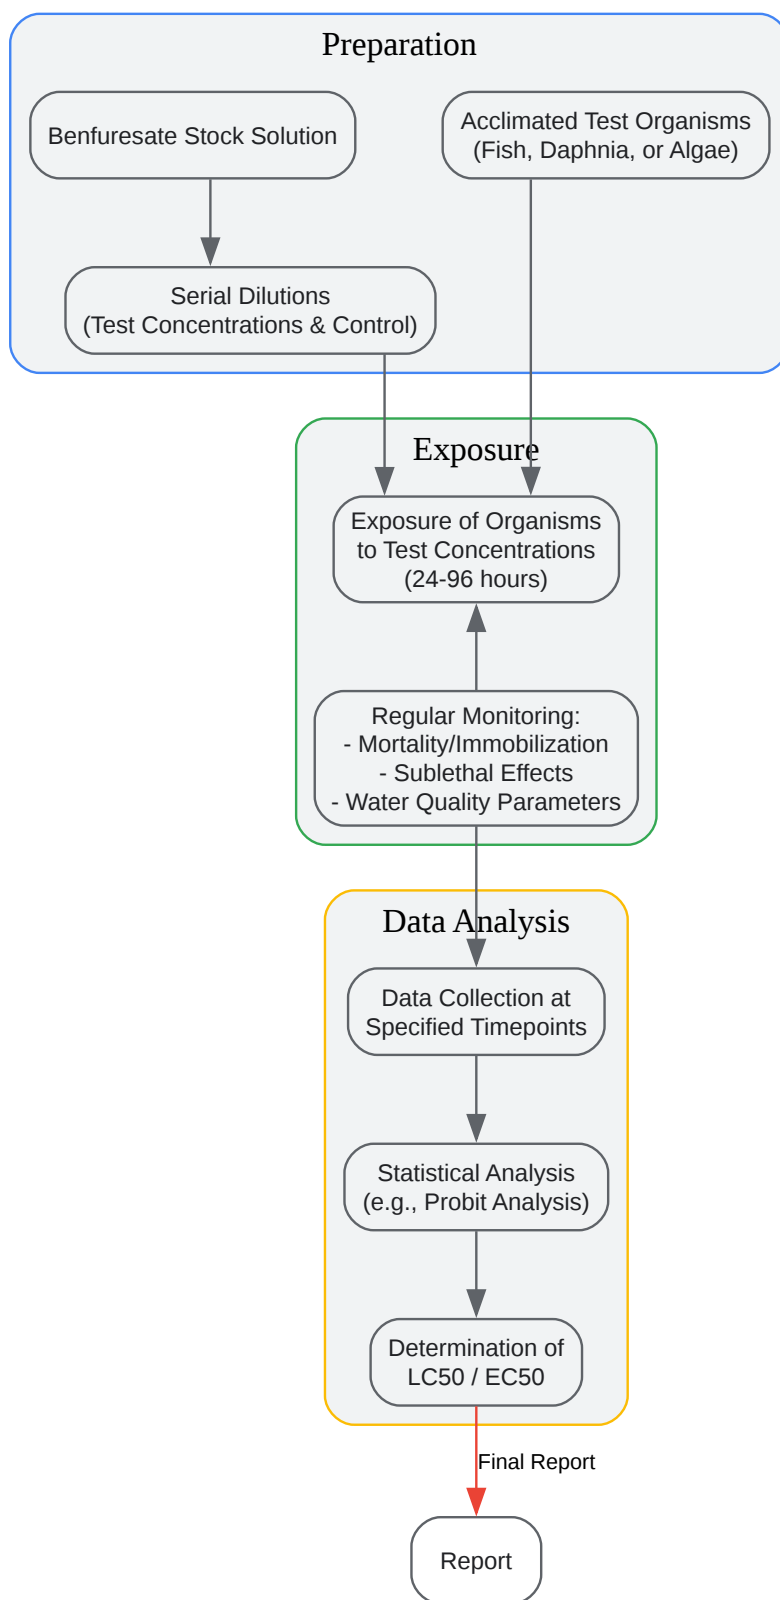 Preparation
Benfuresate Stock Solution
Acclimated Test Organisms
(Fish, Daphnia, or Algae)
Serial Dilutions
(Test Concentrations & Control)
Exposure
Exposure of Organisms
to Test Concentrations
(24-96 hours)
Regular Monitoring:
- Mortality/Immobilization
- Sublethal Effects
- Water Quality Parameters
Data Analysis
Data Collection at
Specified Timepoints
Statistical Analysis
(e.g., Probit Analysis)
Determination of
LC50 / EC50
Final Report
Report